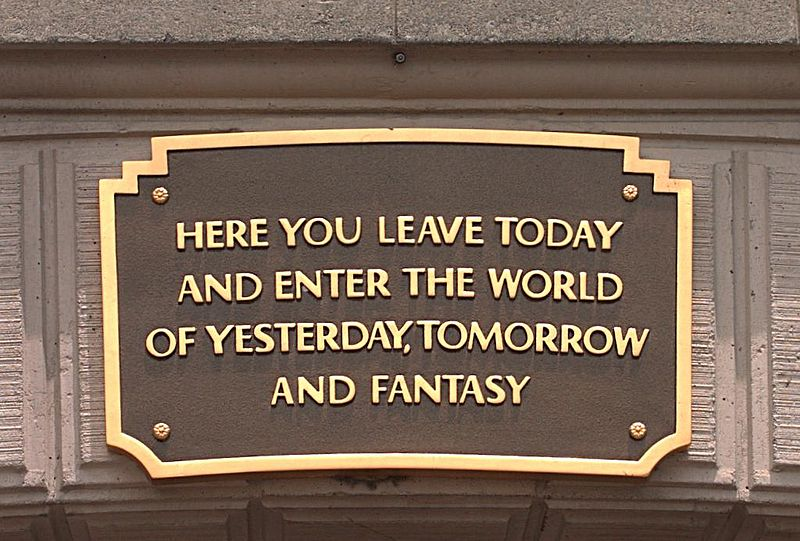 HERE YOU LEAVE TODAY
AND ENTER THE WORLD
OF YESTERDAY, TOMORROW
AND FANTASY